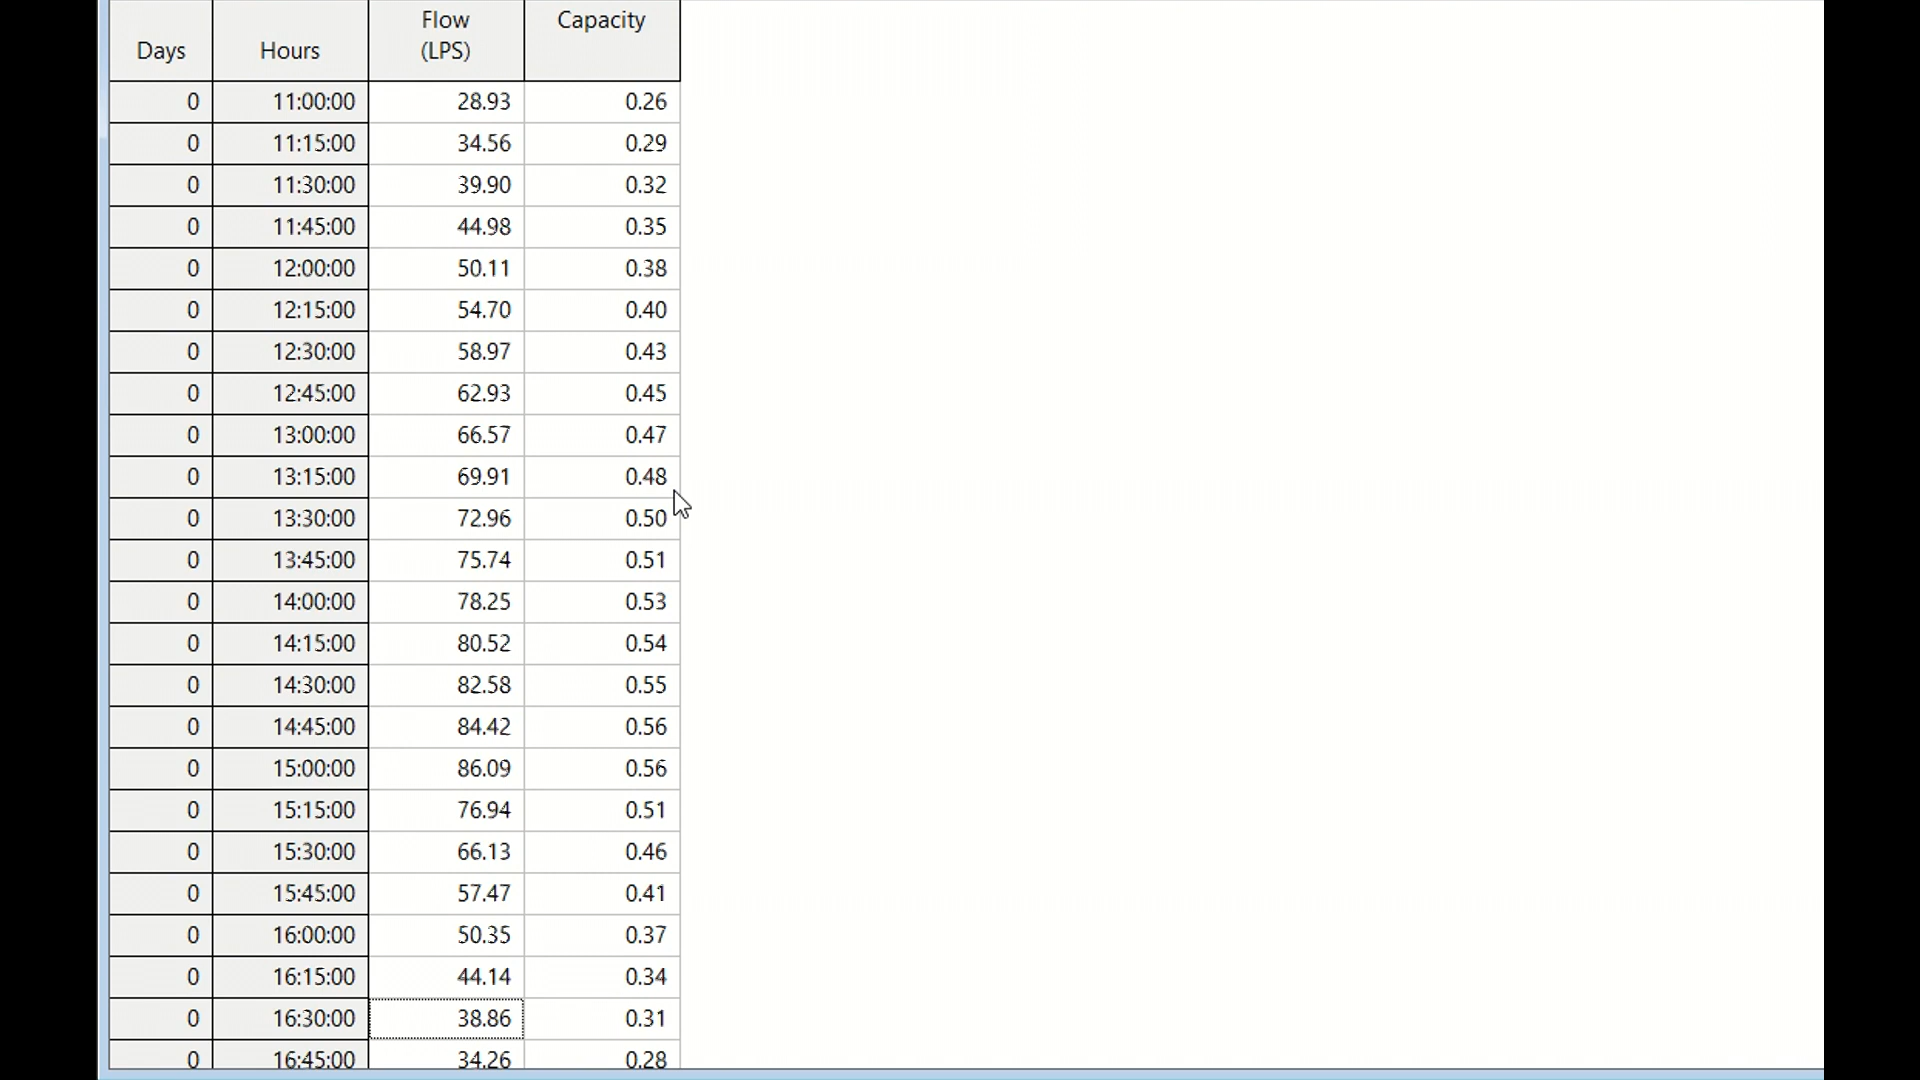 Days Hours Flow (LPS) Capacity
0 11:00:00 28.93 0.26
0 11:15:00 34.56 0.29
0 11:30:00 39.90 0.32
0 11:45:00 44.98 0.35
0 12:00:00 50.11 0.38
0 12:15:00 54.70 0.40
0 12:30:00 58.97 0.43
0 12:45:00 62.93 0.45
0 13:00:00 66.57 0.47
0 13:15:00 69.91 0.48
0 13:30:00 72.96 0.50
0 13:45:00 75.74 0.51
0 14:00:00 78.25 0.53
0 14:15:00 80.52 0.54
0 14:30:00 82.58 0.55
0 14:45:00 84.42 0.56
0 15:00:00 86.09 0.56
0 15:15:00 76.94 0.51
0 15:30:00 66.13 0.46
0 15:45:00 57.47 0.41
0 16:00:00 50.35 0.37
0 16:15:00 44.14 0.34
0 16:30:00 38.86 0.31
0 16:45:00 34.26 0.28